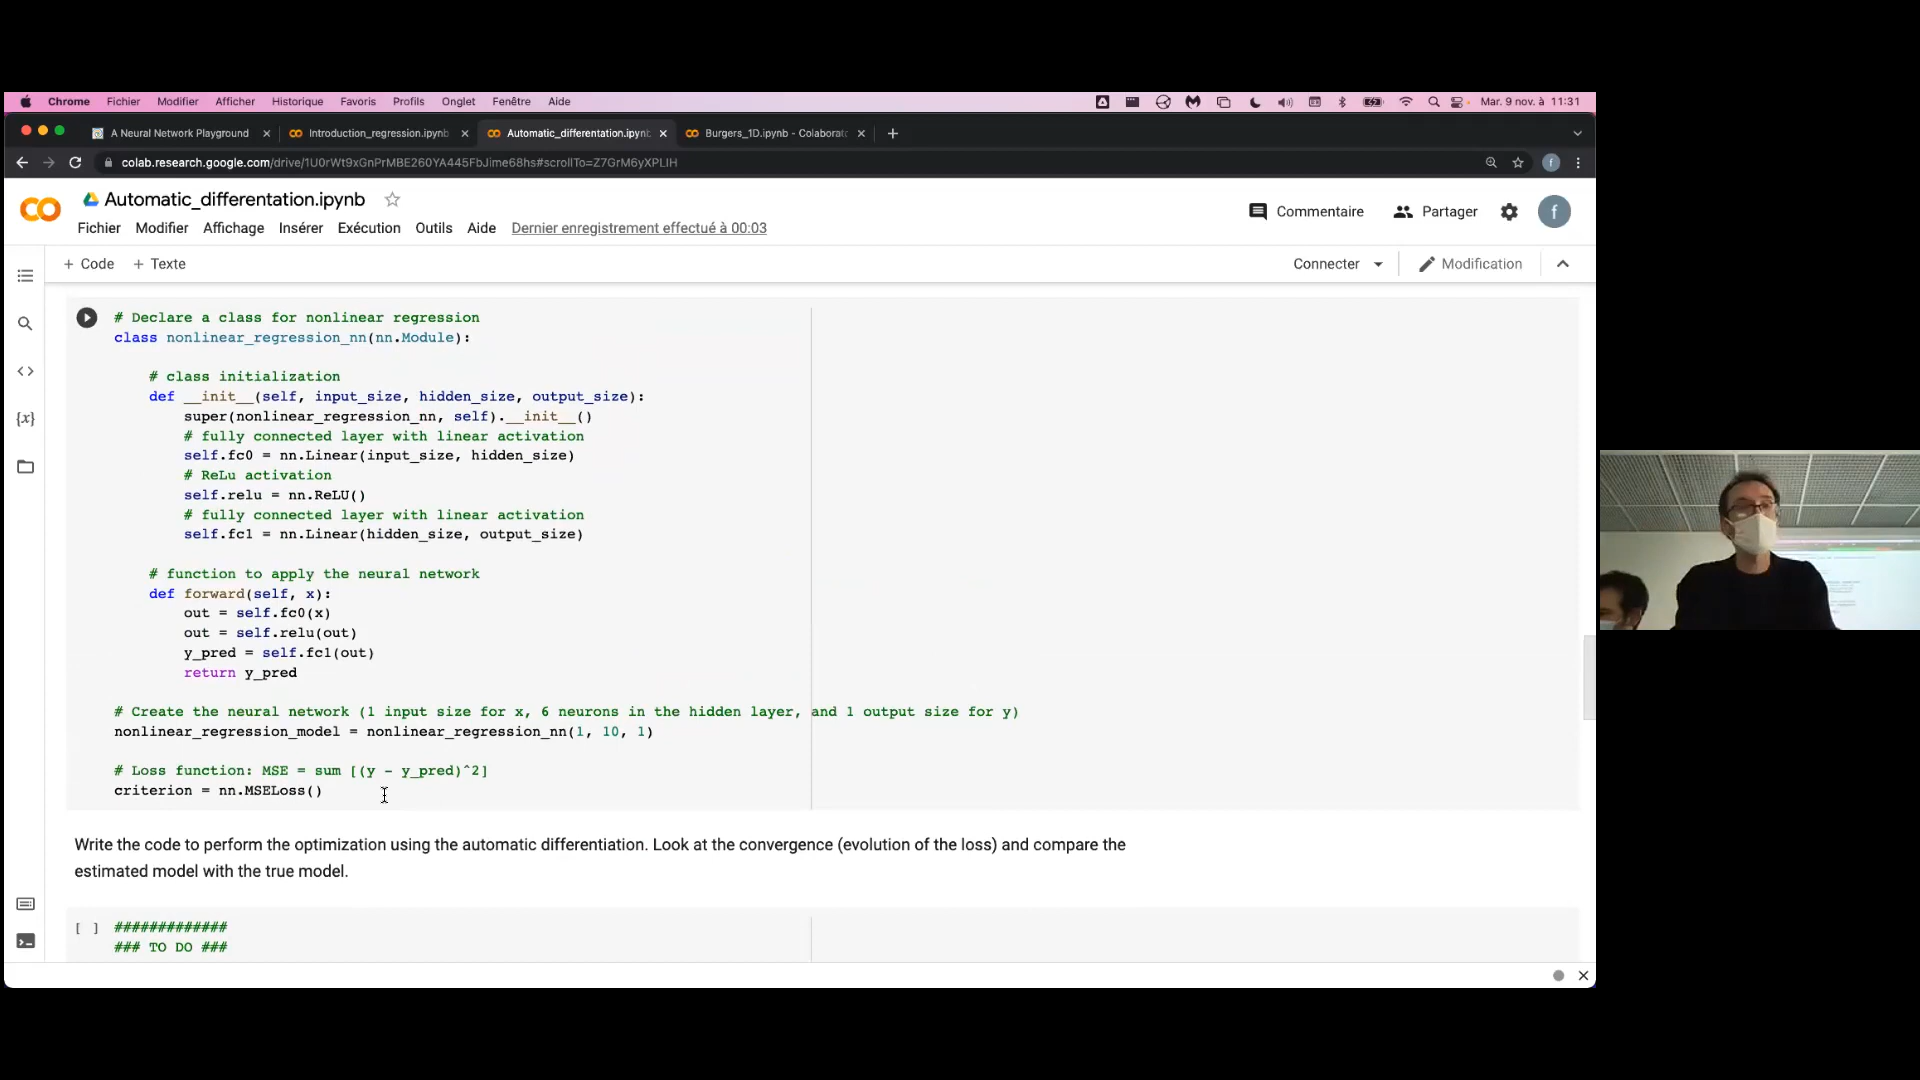 Chrome Fichier Modifier Afficher Historique Favoris Profils Onglet Fenêtre Aide Mar. 9 nov. à 11:31
A Neural Network Playground Introduction_regression.ipynb Automatic_differentation.ipynb Burgers_1D.ipynb - Colaborato
colab.research.google.com/drive/1U0rWt9xGnPrMBE260YA445FbJime68hs#scrollTo=Z7GrM6yXPLIH f
Automatic_differentation.ipynb
Commentaire Partager f
Fichier Modifier Affichage Insérer Exécution Outils Aide Dernier enregistrement effectué à 00:03
+ Code + Texte Connecter Modification
# Declare a class for nonlinear regression
class nonlinear_regression_nn(nn.Module):
# class initialization
def __init__(self, input_size, hidden_size, output_size):
super(nonlinear_regression_nn, self).__init__()
# fully connected layer with linear activation
self.fc0 = nn.Linear(input_size, hidden_size)
# ReLu activation
self.relu = nn.ReLU()
# fully connected layer with linear activation
self.fc1 = nn.Linear(hidden_size, output_size)
# function to apply the neural network
def forward(self, x):
out = self.fc0(x)
out = self.relu(out)
y_pred = self.fc1(out)
return y_pred
# Create the neural network (1 input size for x, 6 neurons in the hidden layer, and 1 output size for y)
nonlinear_regression_model = nonlinear_regression_nn(1, 10, 1)
# Loss function: MSE = sum [(y - y_pred)^2]
criterion = nn.MSELoss()
Write the code to perform the optimization using the automatic differentiation. Look at the convergence (evolution of the loss) and compare the
estimated model with the true model.
[ ] #############
### TO DO ###